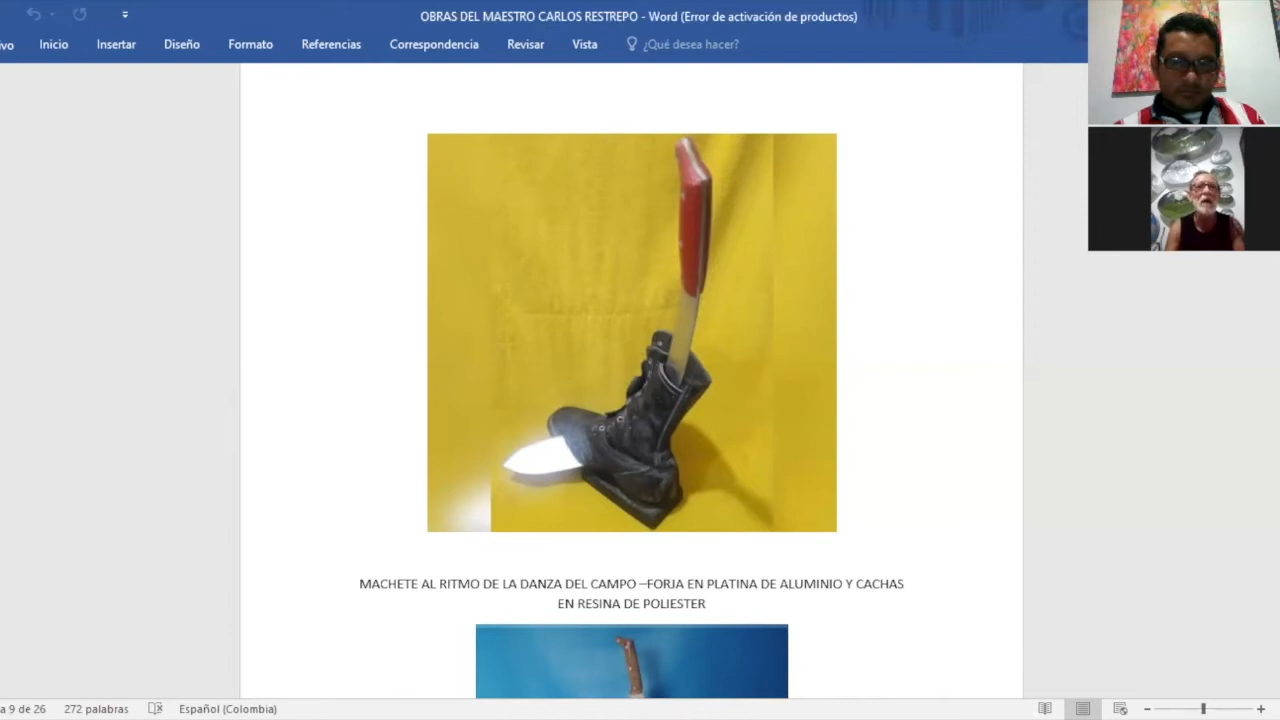 OBRAS DEL MAESTRO CARLOS RESTREPO - Word (Error de activación de productos)
vo Inicio Insertar Diseño Formato Referencias Correspondencia Revisar Vista ¿Qué desea hacer?
MACHETE AL RITMO DE LA DANZA DEL CAMPO –FORJA EN PLATINA DE ALUMINIO Y CACHAS
EN RESINA DE POLIESTER
a 9 de 26 272 palabras Español (Colombia)